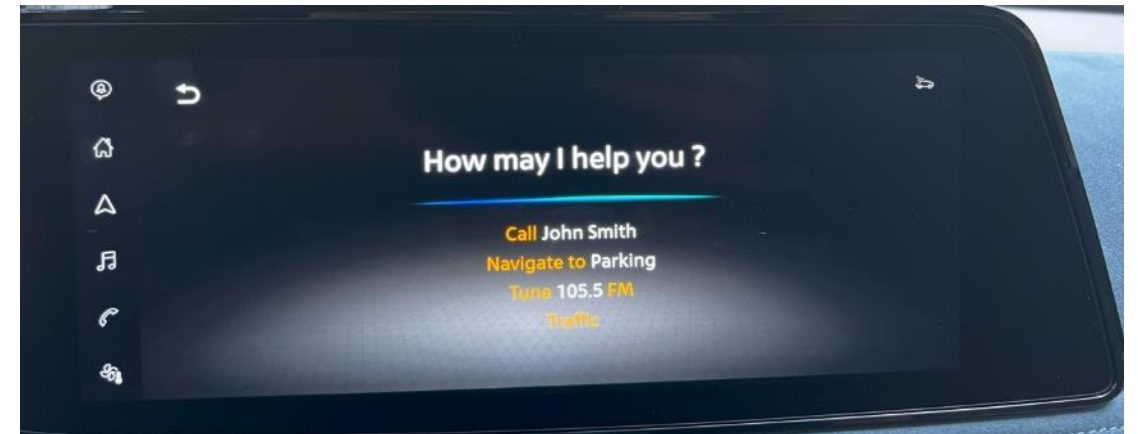 How may I help you ?
Call John Smith
Navigate to Parking
Tune 105.5 FM
Traffic